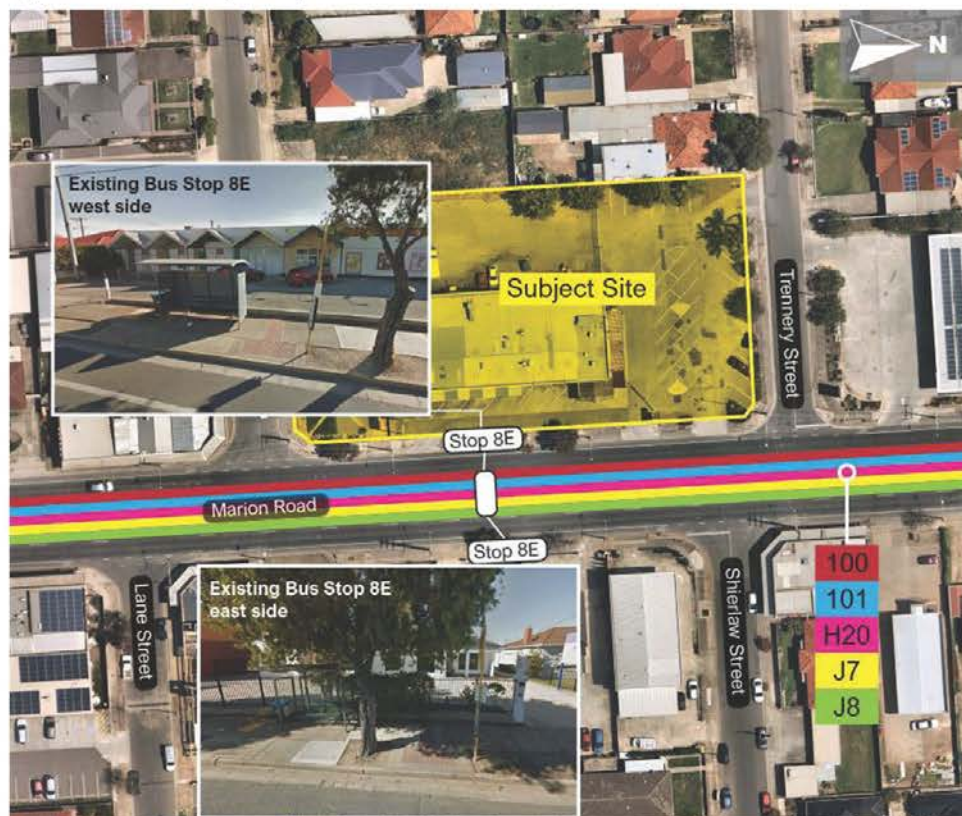 N
Existing Bus Stop 8E
west side
Subject Site
Trennery Street
Stop 8E
Marion Road
Stop 8E
Lane Street
Existing Bus Stop 8E
east side
Shierlaw Street
100
101
H20
J7
J8